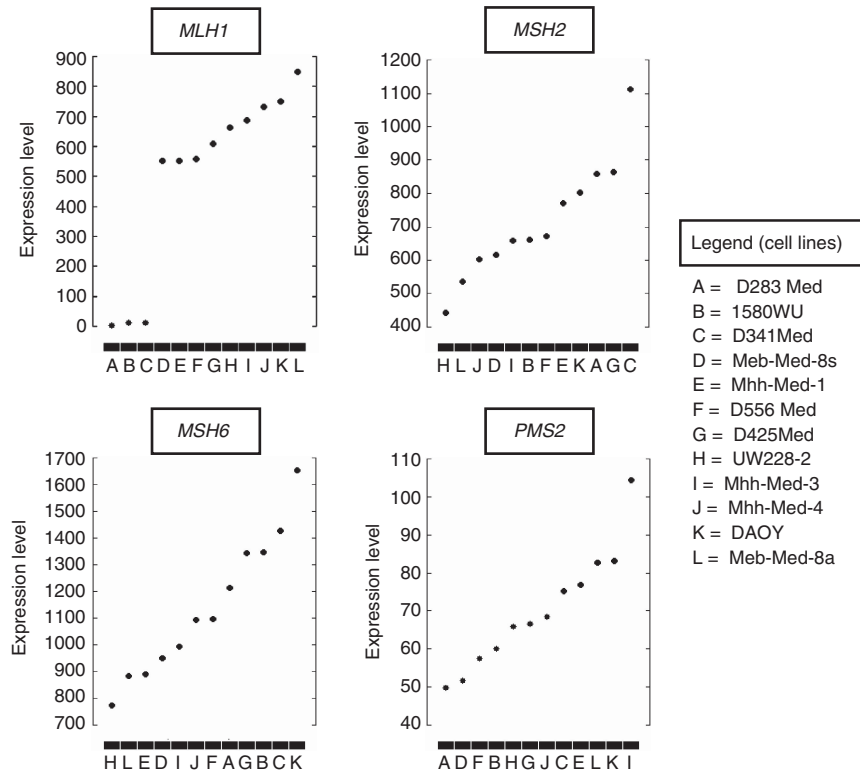 MLH1
Expression level
900
800
700
600
500
400
300
200
100
0
A B C D E F G H I J K L
MSH2
Expression level
1200
1100
1000
900
800
700
600
500
400
H L J D I B F E K A G C
MSH6
Expression level
1700
1600
1500
1400
1300
1200
1100
1000
900
800
700
H L E D I J F A G B C K
PMS2
Expression level
110
100
90
80
70
60
50
40
A D F B H G J C E L K I
Legend (cell lines)
A = D283 Med
B = 1580WU
C = D341Med
D = Meb-Med-8s
E = Mhh-Med-1
F = D556 Med
G = D425Med
H = UW228-2
I = Mhh-Med-3
J = Mhh-Med-4
K = DAOY
L = Meb-Med-8a